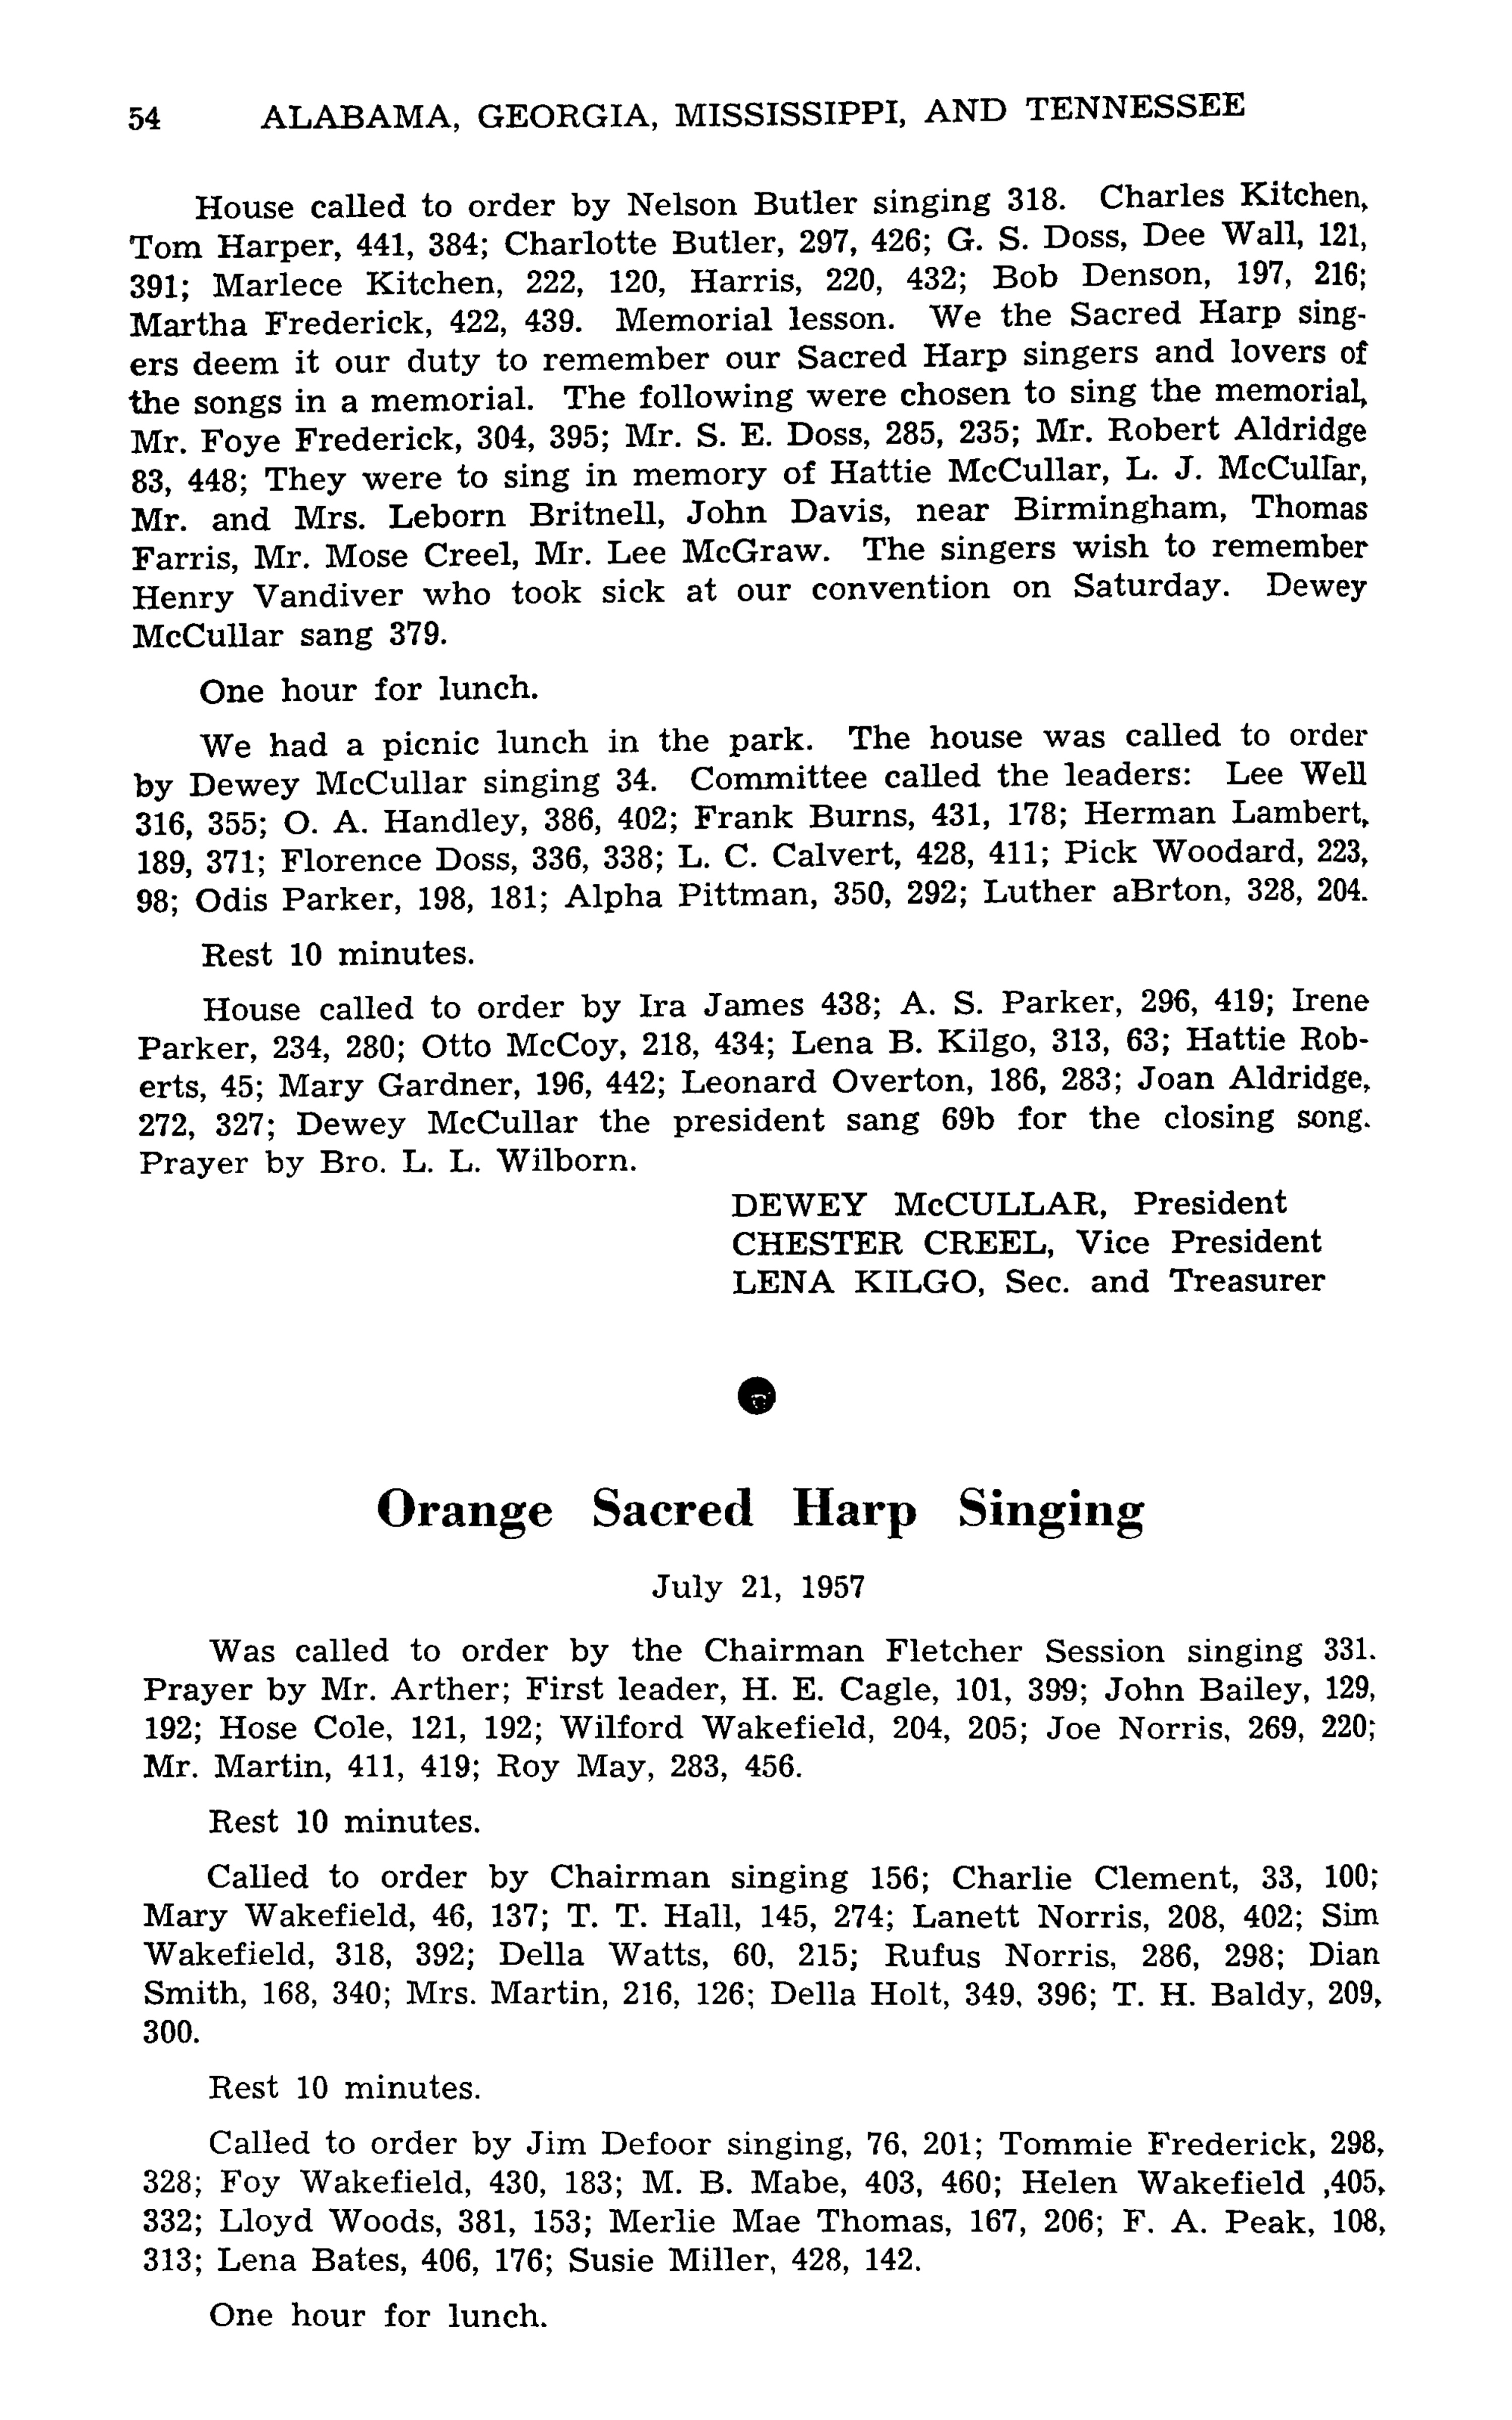 54 ALABAMA, GEORGIA, MISSISSIPPI, AND TENNESSEE
House called to order by Nelson Butler singing 318. Charles Kitchen,
Tom Harper, 441, 384; Charlotte Butler, 297, 426; G. S. Doss, Dee Wall, 121,
391; Marlece Kitchen, 222, 120, Harris, 220, 432; Bob Denson, 197, 216;
Martha Frederick, 422, 439. Memorial lesson. We the Sacred Harp sing-
ers deem it our duty to remember our Sacred Harp singers and lovers of
the songs in a memorial. The following were chosen to sing the memorial,
Mr. Foye Frederick, 304, 395; Mr. S. E. Doss, 285, 235; Mr. Robert Aldridge
83, 448; They were to sing in memory of Hattie McCullar, L. J. McCullar,
Mr. and Mrs. Leborn Britnell, John Davis, near Birmingham, Thomas
Farris, Mr. Mose Creel, Mr. Lee McGraw. The singers wish to remember
Henry Vandiver who took sick at our convention on Saturday. Dewey
McCullar sang 379.
One hour for lunch.
We had a picnic lunch in the park. The house was called to order
by Dewey McCullar singing 34. Committee called the leaders: Lee Well
316, 355; O. A. Handley, 386, 402; Frank Burns, 431, 178; Herman Lambert,
189, 371; Florence Doss, 336, 338; L. C. Calvert, 428, 411; Pick Woodard, 223,
98; Odis Parker, 198, 181; Alpha Pittman, 350, 292; Luther aBrton, 328, 204.
Rest 10 minutes.
House called to order by Ira James 438; A. S. Parker, 296, 419; Irene
Parker, 234, 280; Otto McCoy, 218, 434; Lena B. Kilgo, 313, 63; Hattie Rob-
erts, 45; Mary Gardner, 196, 442; Leonard Overton, 186, 283; Joan Aldridge,
272, 327; Dewey McCullar the president sang 69b for the closing song.
Prayer by Bro. L. L. Wilborn.
DEWEY McCULLAR, President
CHESTER CREEL, Vice President
LENA KILGO, Sec. and Treasurer
Orange Sacred Harp Singing
July 21, 1957
Was called to order by the Chairman Fletcher Session singing 331.
Prayer by Mr. Arther; First leader, H. E. Cagle, 101, 399; John Bailey, 129,
192; Hose Cole, 121, 192; Wilford Wakefield, 204, 205; Joe Norris, 269, 220;
Mr. Martin, 411, 419; Roy May, 283, 456.
Rest 10 minutes.
Called to order by Chairman singing 156; Charlie Clement, 33, 100;
Mary Wakefield, 46, 137; T. T. Hall, 145, 274; Lanett Norris, 208, 402; Sim
Wakefield, 318, 392; Della Watts, 60, 215; Rufus Norris, 286, 298; Dian
Smith, 168, 340; Mrs. Martin, 216, 126; Della Holt, 349, 396; T. H. Baldy, 209,
300.
Rest 10 minutes.
Called to order by Jim Defoor singing, 76, 201; Tommie Frederick, 298,
328; Foy Wakefield, 430, 183; M. B. Mabe, 403, 460; Helen Wakefield ,405,
332; Lloyd Woods, 381, 153; Merlie Mae Thomas, 167, 206; F. A. Peak, 108,
313; Lena Bates, 406, 176; Susie Miller, 428, 142.
One hour for lunch.